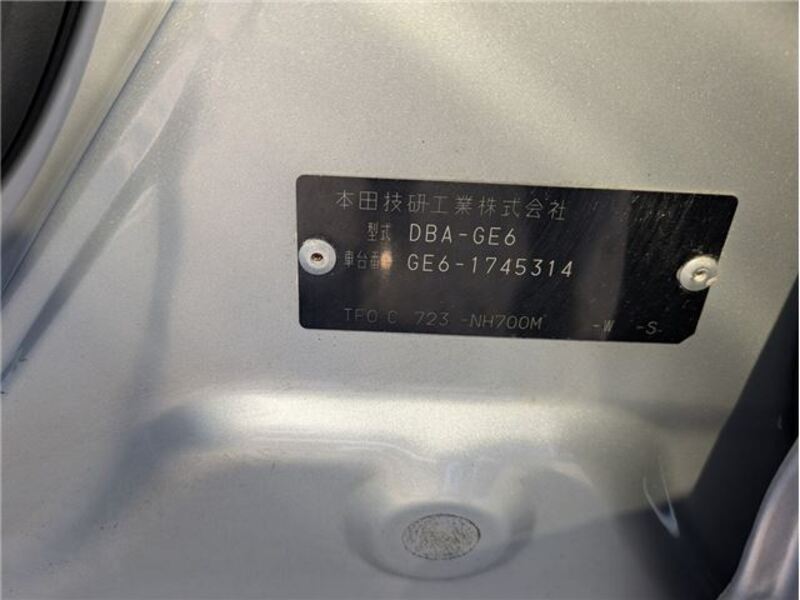 本田技研工業株式会社
型式 DBA-GE6
車台番号 GE6-1745314
TF0 C 723 -NH700M -W -S-